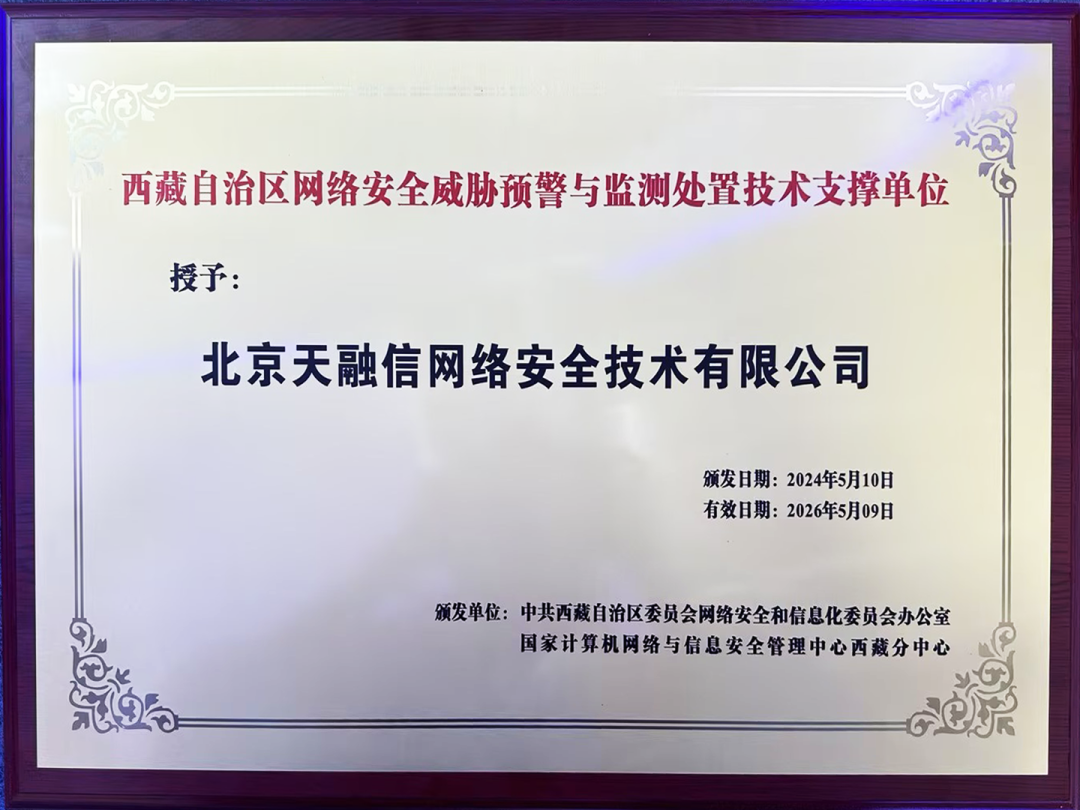 西藏自治区网络安全威胁预警与监测处置技术支撑单位
授予：
北京天融信网络安全技术有限公司
颁发日期：2024年5月10日
有效日期：2026年5月09日
颁发单位：中共西藏自治区委员会网络安全和信息化委员会办公室
国家计算机网络与信息安全管理中心西藏分中心